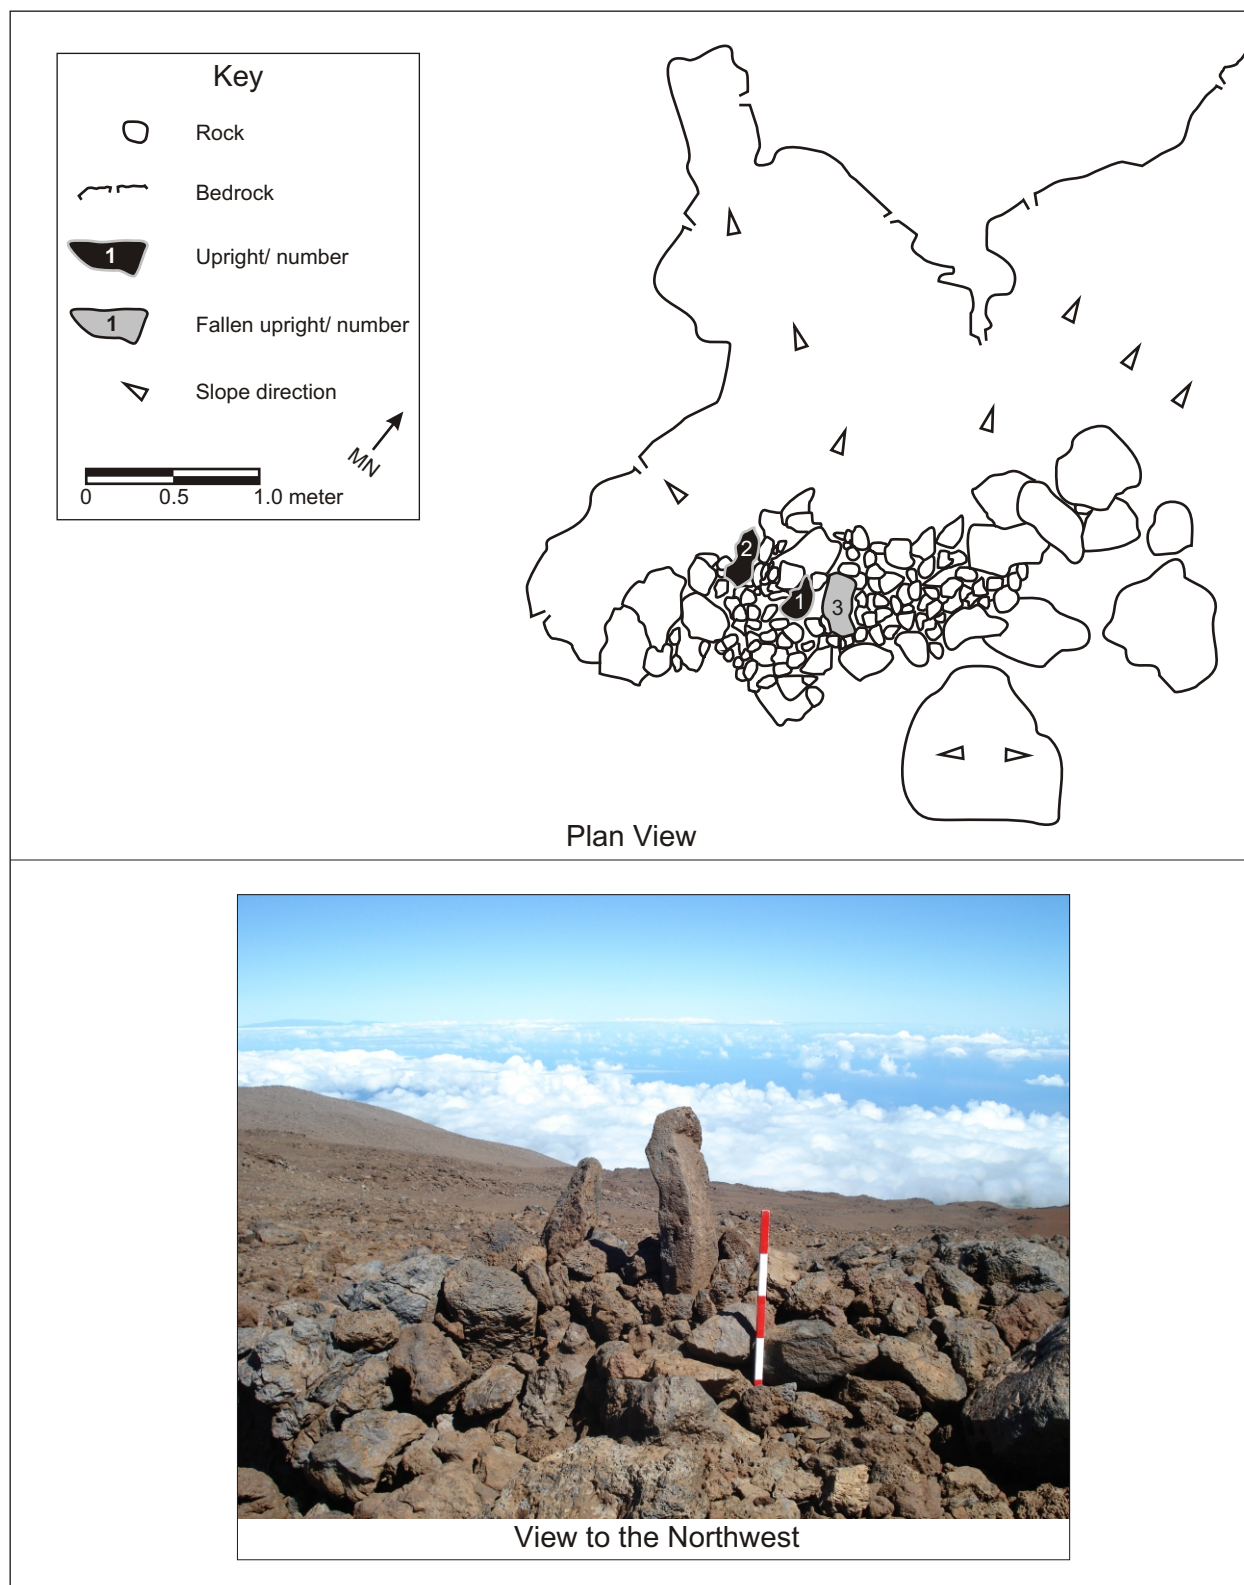 Key
Rock
Bedrock
1
Upright/ number
1
Fallen upright/ number
Slope direction
MN
0 0.5 1.0 meter
2
1
3
Plan View
View to the Northwest